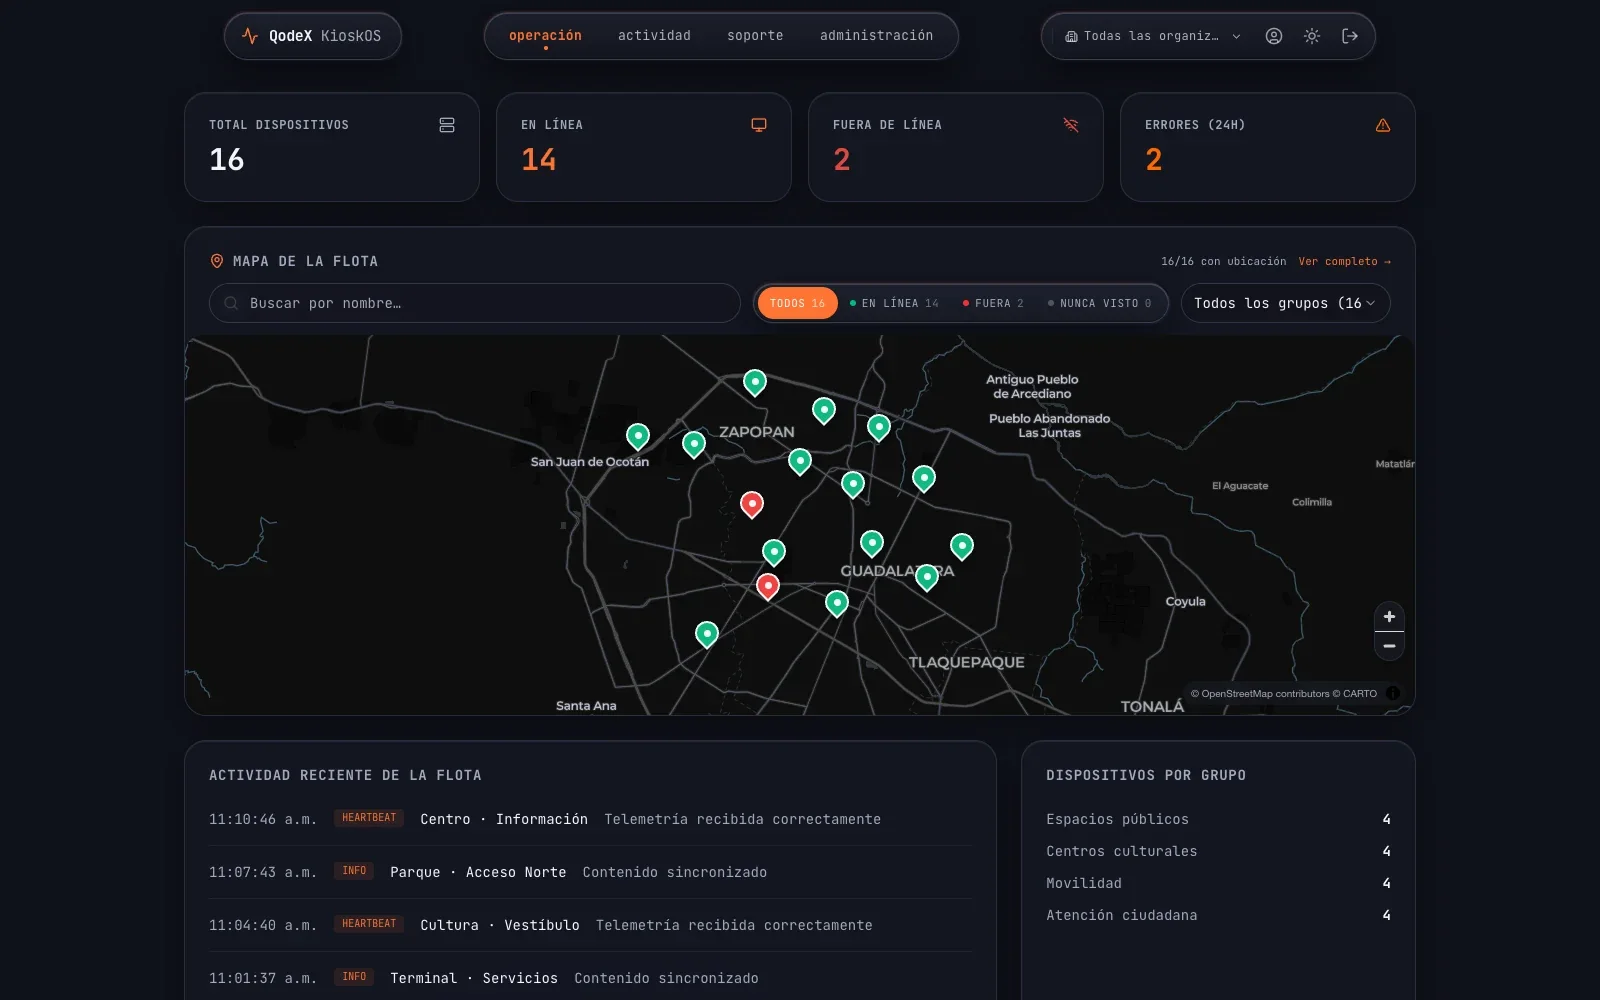 QodeX KioskOS
operación
actividad
soporte
administración
Todas las organiz…
TOTAL DISPOSITIVOS
16
EN LÍNEA
14
FUERA DE LÍNEA
2
ERRORES (24H)
2
MAPA DE LA FLOTA
16/16 con ubicación
Ver completo →
Buscar por nombre…
TODOS 16
EN LÍNEA 14
FUERA 2
NUNCA VISTO 0
Todos los grupos (16
Antiguo Pueblo
de Arcediano
Pueblo Abandonado
Las Juntas
ZAPOPAN
San Juan de Ocotán
Matatlán
El Aguacate
Colimilla
GUADALAJARA
Coyula
TLAQUEPAQUE
Santa Ana
TONALÁ
+
−
© OpenStreetMap contributors © CARTO
ACTIVIDAD RECIENTE DE LA FLOTA
11:10:46 a.m. HEARTBEAT Centro · Información Telemetría recibida correctamente
11:07:43 a.m. INFO Parque · Acceso Norte Contenido sincronizado
11:04:40 a.m. HEARTBEAT Cultura · Vestíbulo Telemetría recibida correctamente
11:01:37 a.m. INFO Terminal · Servicios Contenido sincronizado
DISPOSITIVOS POR GRUPO
Espacios públicos 4
Centros culturales 4
Movilidad 4
Atención ciudadana 4